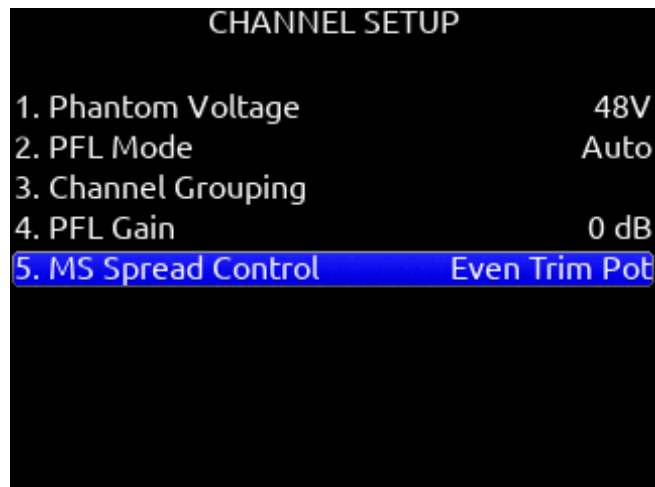 CHANNEL SETUP
1. Phantom Voltage 48V
2. PFL Mode Auto
3. Channel Grouping
4. PFL Gain 0 dB
5. MS Spread Control Even Trim Pot